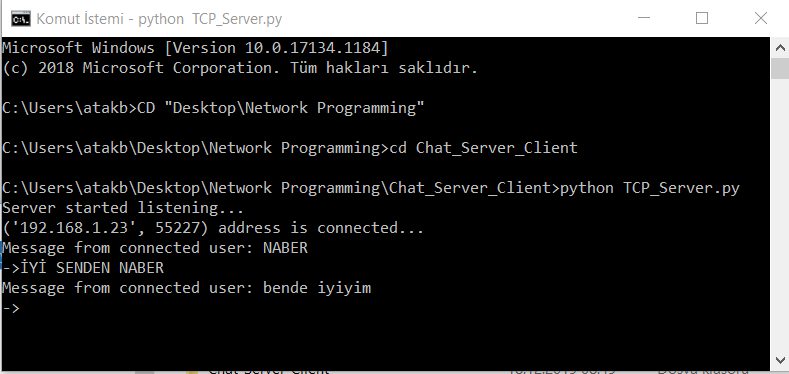 Komut İstemi - python TCP_Server.py
Microsoft Windows [Version 10.0.17134.1184]
(c) 2018 Microsoft Corporation. Tüm hakları saklıdır.
C:\Users\atakb>CD "Desktop\Network Programming"
C:\Users\atakb\Desktop\Network Programming>cd Chat_Server_Client
C:\Users\atakb\Desktop\Network Programming\Chat_Server_Client>python TCP_Server.py
Server started listening...
('192.168.1.23', 55227) address is connected...
Message from connected user: NABER
->İYİ SENDEN NABER
Message from connected user: bende iyiyim
->